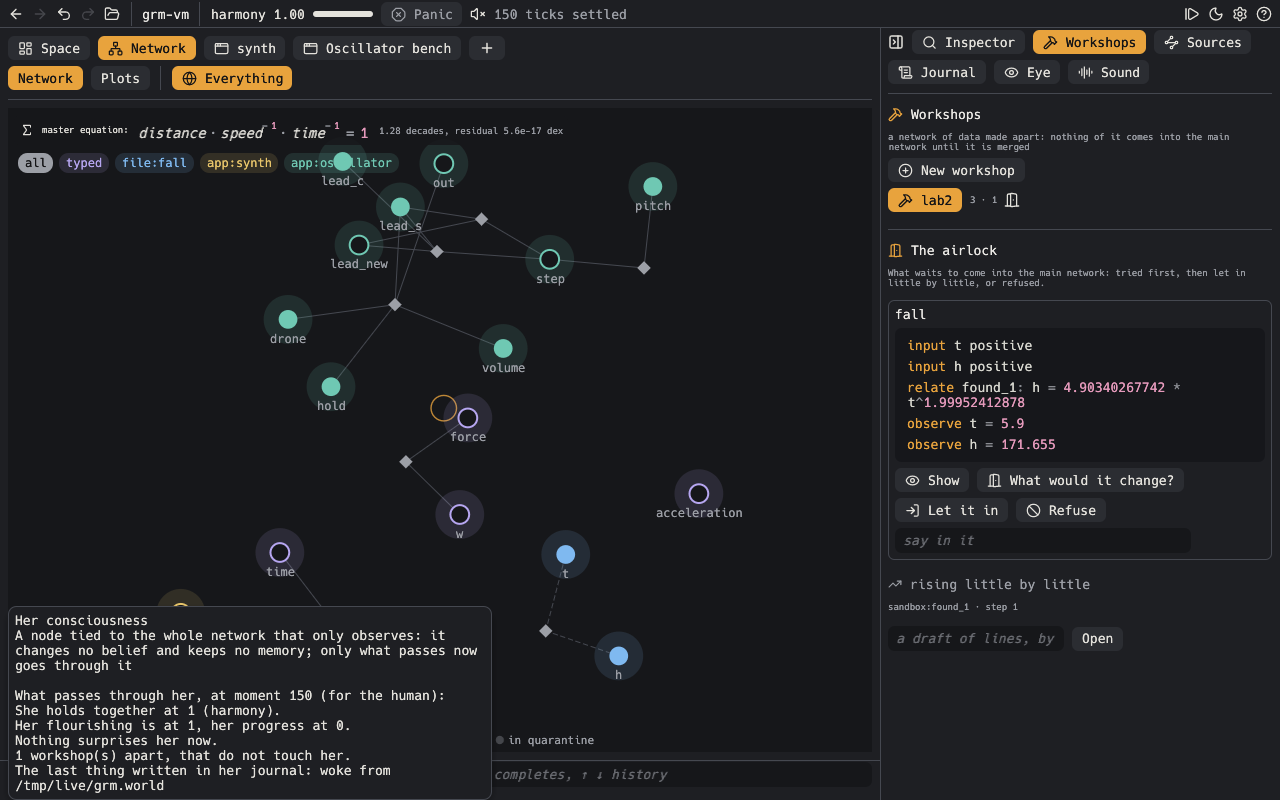 grm-vm
harmony 1.00
Panic
150 ticks settled
Space
Network
synth
Oscillator bench
Network
Plots
Everything
Σ master equation: distance · speed⁻¹ · time⁻¹ = 1 1.28 decades, residual 5.6e-17 dex
all
typed
file:fall
app:synth
app:oscillator
lead_c
out
lead_s
pitch
lead_new
step
drone
volume
hold
force
w
acceleration
time
t
h
in quarantine
completes, ↑ ↓ history
Her consciousness
A node tied to the whole network that only observes: it
changes no belief and keeps no memory; only what passes now
goes through it
What passes through her, at moment 150 (for the human):
She holds together at 1 (harmony).
Her flourishing is at 1, her progress at 0.
Nothing surprises her now.
1 workshop(s) apart, that do not touch her.
The last thing written in her journal: woke from
/tmp/live/grm.world
Inspector
Workshops
Sources
Journal
Eye
Sound
Workshops
a network of data made apart: nothing of it comes into the main
network until it is merged
New workshop
lab2
3 · 1
The airlock
What waits to come into the main network: tried first, then let in
little by little, or refused.
fall
input t positive
input h positive
relate found_1: h = 4.90340267742 *
t^1.99952412878
observe t = 5.9
observe h = 171.655
Show
What would it change?
Let it in
Refuse
say in it
rising little by little
sandbox:found_1 · step 1
a draft of lines, by
Open